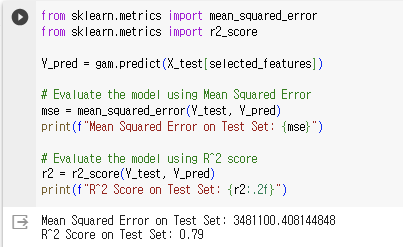 from sklearn.metrics import mean_squared_error
from sklearn.metrics import r2_score
Y_pred = gam.predict(X_test[selected_features])
# Evaluate the model using Mean Squared Error
mse = mean_squared_error(Y_test, Y_pred)
print(f"Mean Squared Error on Test Set: {mse}")
# Evaluate the model using R^2 score
r2 = r2_score(Y_test, Y_pred)
print(f"R^2 Score on Test Set: {r2:.2f}")
Mean Squared Error on Test Set: 3481100.408144848
R^2 Score on Test Set: 0.79